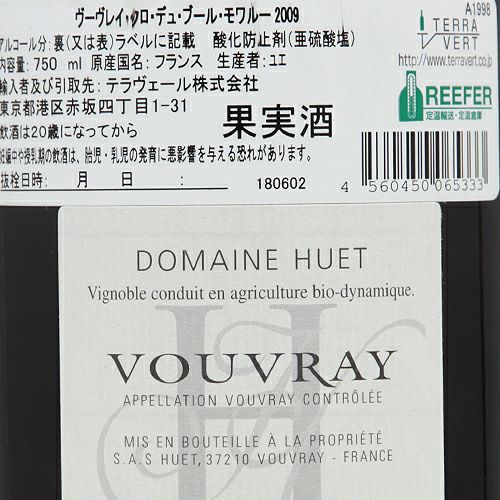 ヴーヴレイ・クロ・デュ・ブール・モワルー 2009
A1998
アルコール分:裏(又は表)ラベルに記載 酸化防止剤(亜硫酸塩)
内容量: 750 ml 原産国名:フランス 生産者: ユエ
輸入者及び引取先: テラヴェール株式会社
東京都港区赤坂四丁目1-31
飲酒は20歳になってから
果実酒
妊娠中や授乳期の飲酒は、胎児・乳児の発育に悪影響を与える恐れがあります。
抜栓日時: 月 日 :
180602
TERRA
VERT
http://www.terravert.co.jp
REEFER
定温輸送・定温倉庫
4 560450 065333
DOMAINE HUET
Vignoble conduit en agriculture bio-dynamique.
H
VOUVRAY
APPELLATION VOUVRAY CONTRÔLÉE
MIS EN BOUTEILLE À LA PROPRIÉTÉ
S.A.S HUET, 37210 VOUVRAY - FRANCE